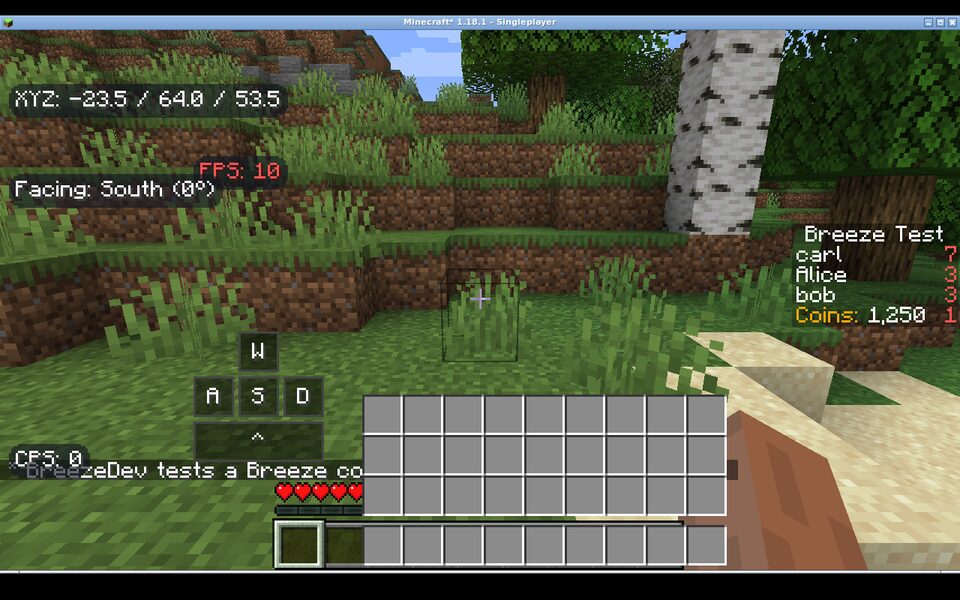 Minecraft* 1.18.1 - Singleplayer
XYZ: -23.5 / 64.0 / 53.5
FPS: 10
Facing: South (0°)
Breeze Test
carl 7
Alice 3
bob 3
Coins: 1,250
W
A S D
^
CPS: 0
BreezeDev tests a Breeze co